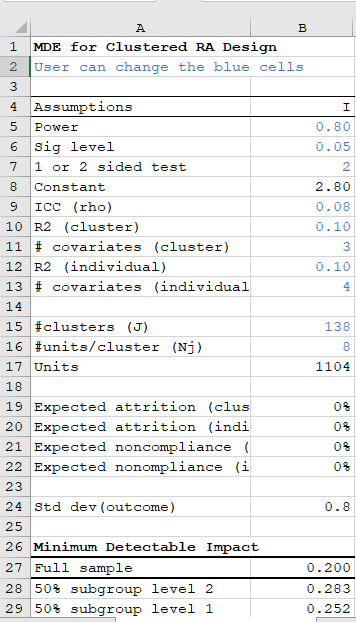 A B
1 MDE for Clustered RA Design
2 User can change the blue cells
3
4 Assumptions I
5 Power 0.80
6 Sig level 0.05
7 1 or 2 sided test 2
8 Constant 2.80
9 ICC (rho) 0.08
10 R2 (cluster) 0.10
11 # covariates (cluster) 3
12 R2 (individual) 0.10
13 # covariates (individual 4
14
15 #clusters (J) 138
16 #units/cluster (Nj) 8
17 Units 1104
18
19 Expected attrition (clus 0%
20 Expected attrition (indi 0%
21 Expected noncompliance ( 0%
22 Expected nonompliance (i 0%
23
24 Std dev(outcome) 0.8
25
26 Minimum Detectable Impact
27 Full sample 0.200
28 50% subgroup level 2 0.283
29 50% subgroup level 1 0.252